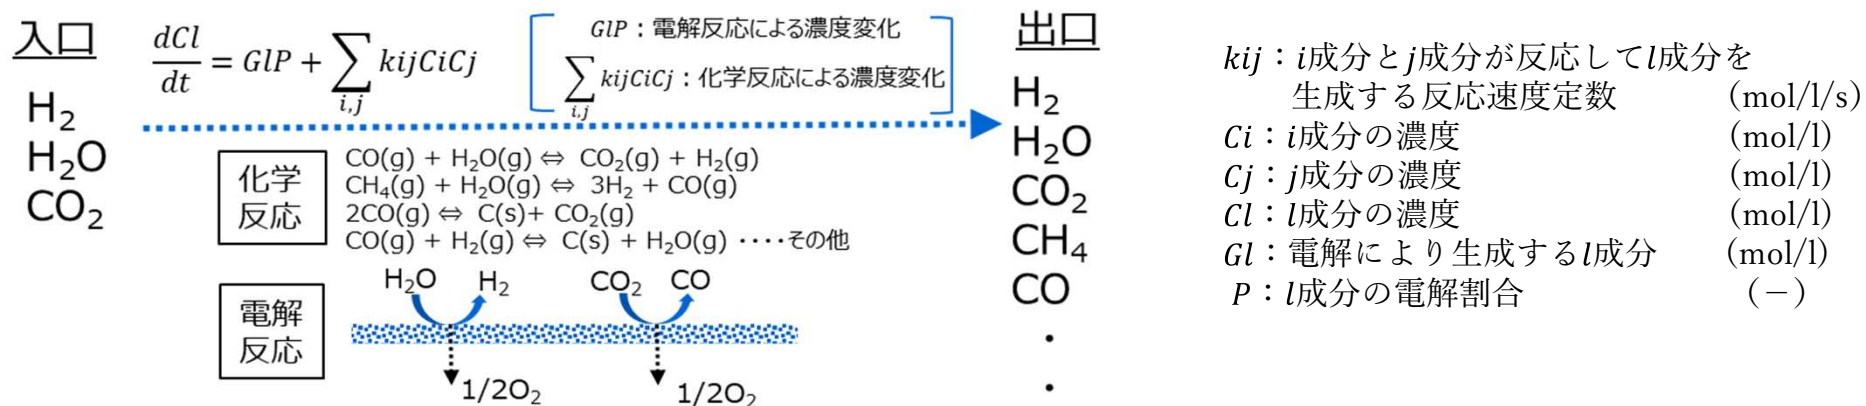 入口
H₂
H₂O
CO₂
dCl/dt = GlP + ∑i,j kijCiCj
GlP：電解反応による濃度変化
∑i,j kijCiCj：化学反応による濃度変化
化学
反応
CO(g) + H₂O(g) ⇔ CO₂(g) + H₂(g)
CH₄(g) + H₂O(g) ⇔ 3H₂ + CO(g)
2CO(g) ⇔ C(s)+ CO₂(g)
CO(g) + H₂(g) ⇔ C(s) + H₂O(g) ‥‥その他
電解
反応
H₂O H₂ CO₂ CO
1/2O₂ 1/2O₂
出口
H₂
H₂O
CO₂
CH₄
CO
・
・
kij：i成分とj成分が反応してl成分を
生成する反応速度定数 (mol/l/s)
Ci：i成分の濃度 (mol/l)
Cj：j成分の濃度 (mol/l)
Cl：l成分の濃度 (mol/l)
Gl：電解により生成するl成分 (mol/l)
P：l成分の電解割合 (－)